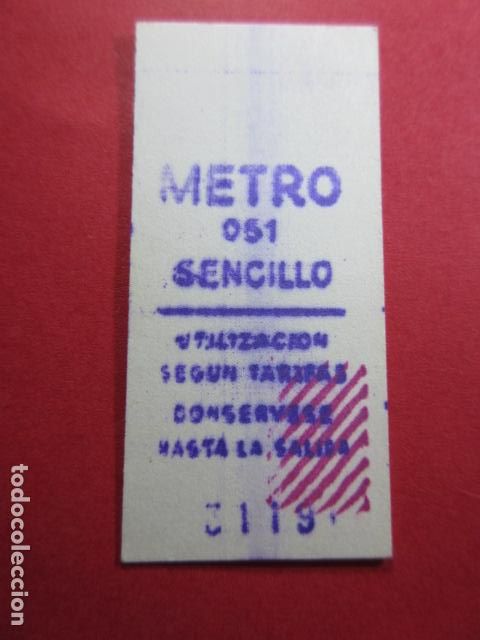 METRO
051
SENCILLO
UTILIZACION
SEGUN TARIFAS
CONSERVESE
HASTA LA SALIDA
todocoleccion